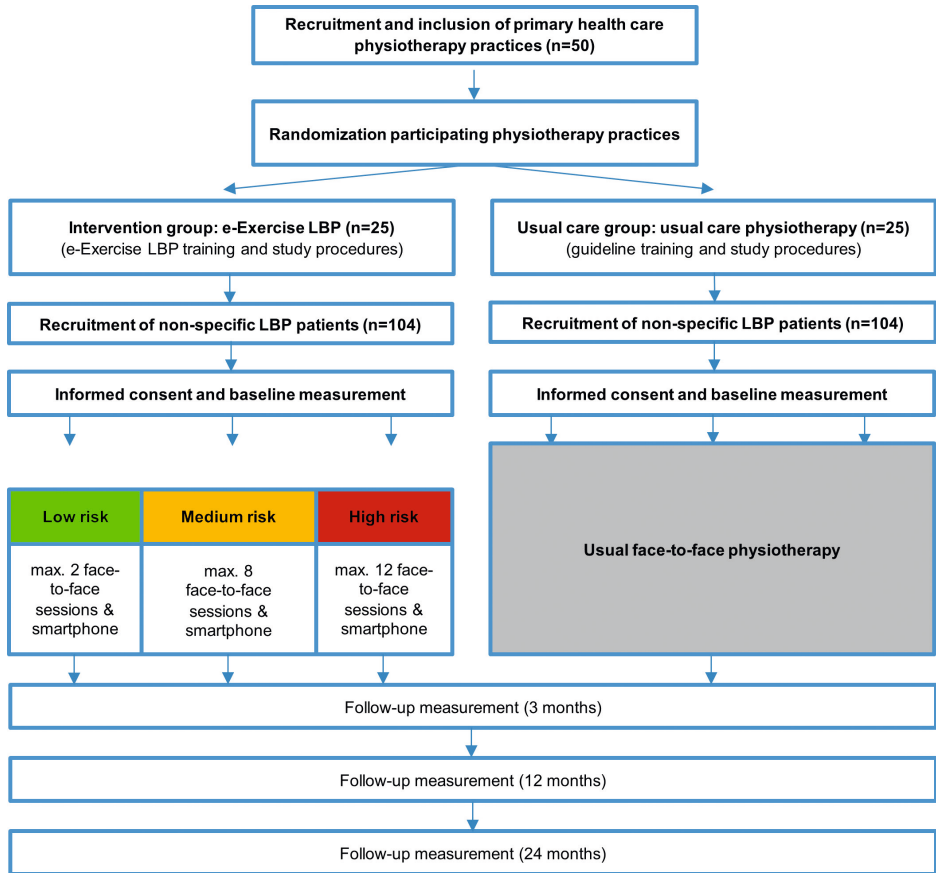 Recruitment and inclusion of primary health care
physiotherapy practices (n=50)
Randomization participating physiotherapy practices
Intervention group: e-Exercise LBP (n=25)
(e-Exercise LBP training and study procedures)
Usual care group: usual care physiotherapy (n=25)
(guideline training and study procedures)
Recruitment of non-specific LBP patients (n=104)
Recruitment of non-specific LBP patients (n=104)
Informed consent and baseline measurement
Informed consent and baseline measurement
Low risk
Medium risk
High risk
max. 2 face-
to-face
sessions &
smartphone
max. 8
face-to-face
sessions &
smartphone
max. 12 face-
to-face
sessions &
smartphone
Usual face-to-face physiotherapy
Follow-up measurement (3 months)
Follow-up measurement (12 months)
Follow-up measurement (24 months)